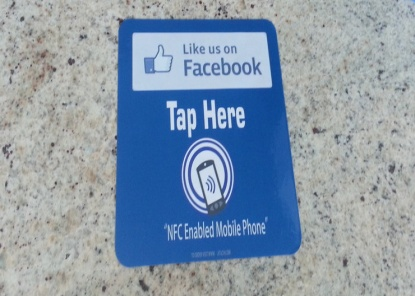 Like us on
Facebook
Tap Here
"NFC Enabled Mobile Phone"